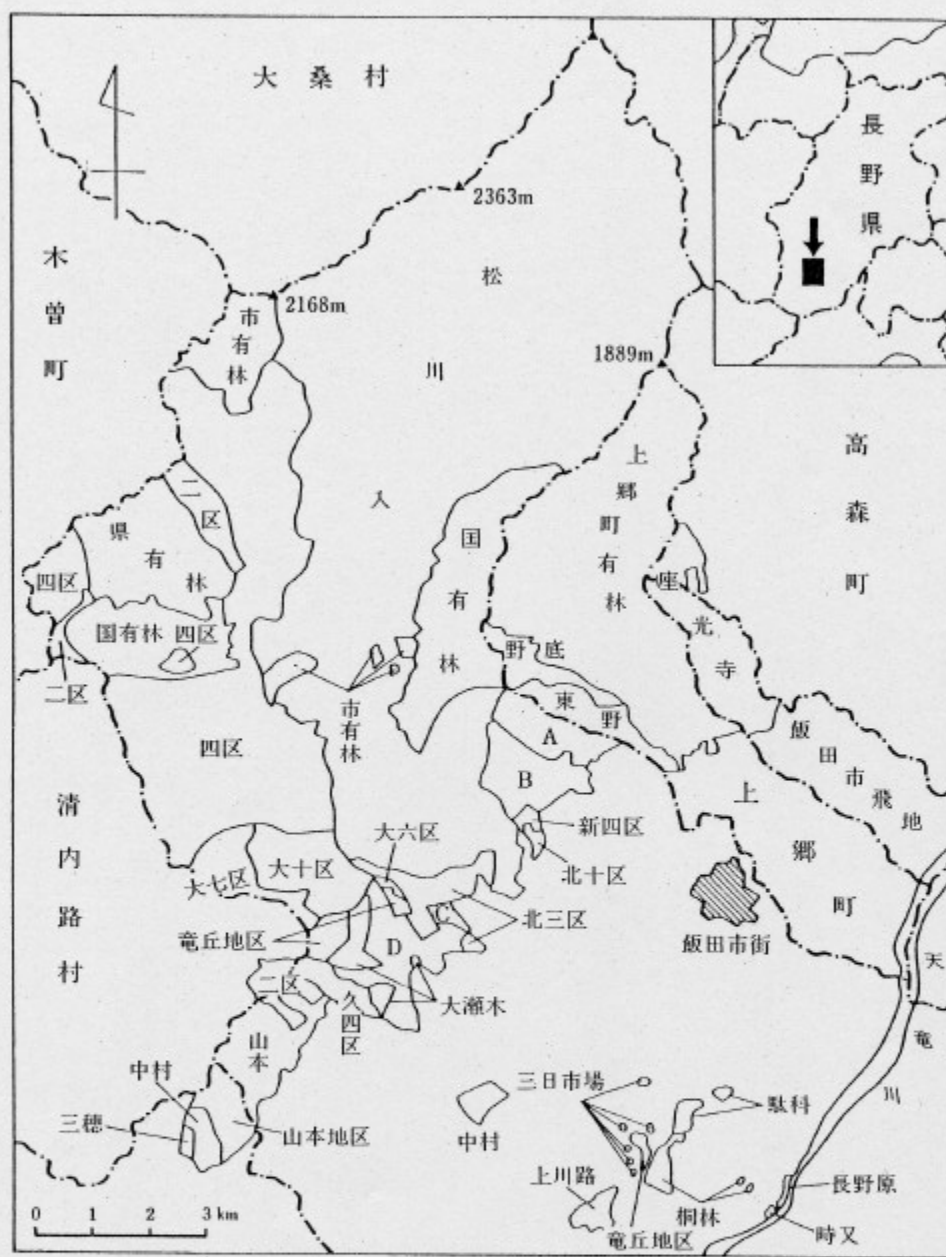 大桑村
長野県
2363m
木曽町
松川入
2168m
市有林
1889m
上郷町有林
高森町
二区
県有林
国有林
四区
座光寺
国有林
四区
野底
二区
東野
市有林
A
飯田市飛地
四区
B
上郷町
清内路村
新四区
大六区
北十区
大七区
大十区
C
北三区
竜丘地区
D
飯田市街
天竜川
二区
久四区
大瀬木
山本
三日市場
中村
駄科
三穂
山本地区
中村
上川路
長野原
桐林
0 1 2 3 km
竜丘地区
時又